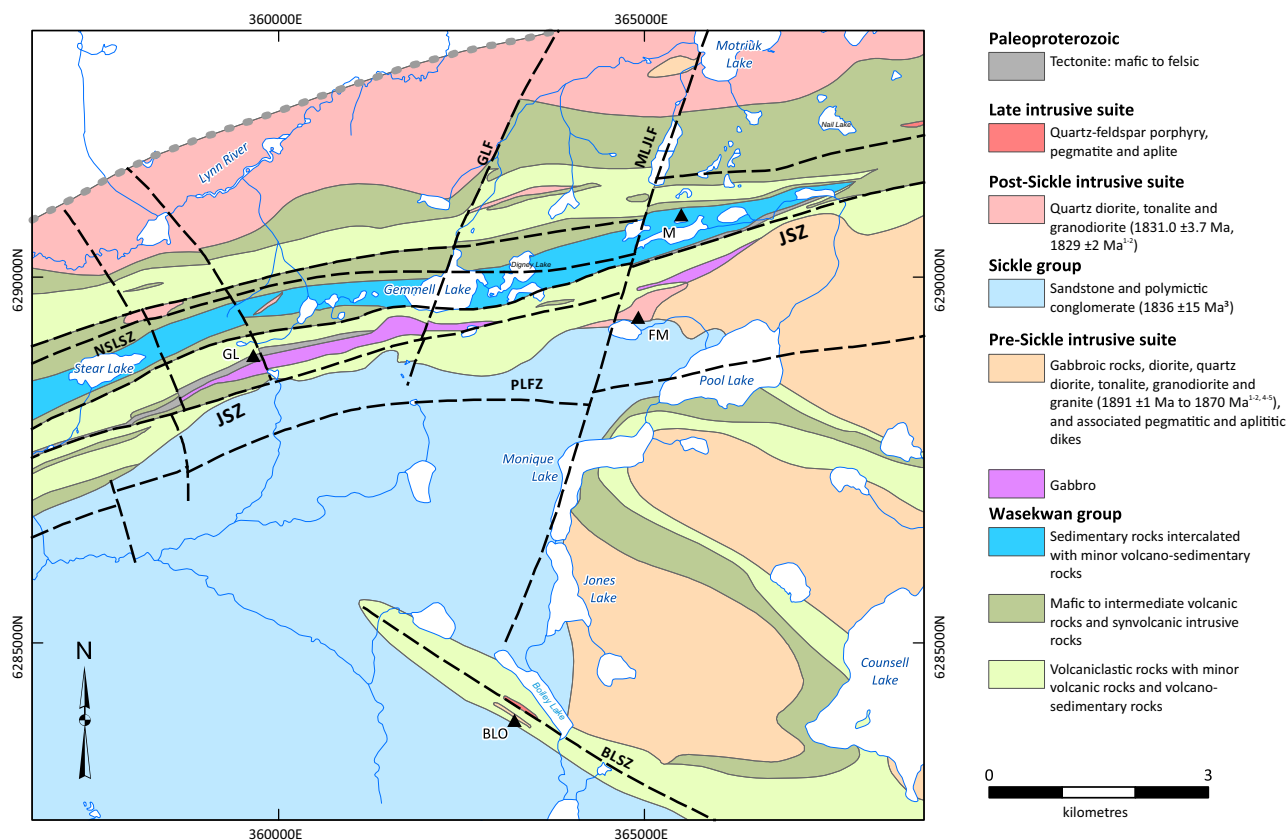 360000E
365000E
Motriuk
Lake
Nail Lake
Lynn River
GLF
MLJLF
M
JSZ
Digney Lake
Gemmell Lake
6290000N
6290000N
NSLSZ
Stear Lake
GL
FM
JSZ
PLFZ
Pool Lake
Monique
Lake
Jones
Lake
6285000N
6285000N
N
Counsell
Lake
Boiley Lake
BLO
BLSZ
360000E
365000E
Paleoproterozoic
Tectonite: mafic to felsic
Late intrusive suite
Quartz-feldspar porphyry,
pegmatite and aplite
Post-Sickle intrusive suite
Quartz diorite, tonalite and
granodiorite (1831.0 ±3.7 Ma,
1829 ±2 Ma¹⁻²)
Sickle group
Sandstone and polymictic
conglomerate (1836 ±15 Ma³)
Pre-Sickle intrusive suite
Gabbroic rocks, diorite, quartz
diorite, tonalite, granodiorite and
granite (1891 ±1 Ma to 1870 Ma¹⁻²,⁴⁻⁵),
and associated pegmatitic and aplititic
dikes
Gabbro
Wasekwan group
Sedimentary rocks intercalated
with minor volcano-sedimentary
rocks
Mafic to intermediate volcanic
rocks and synvolcanic intrusive
rocks
Volcaniclastic rocks with minor
volcanic rocks and volcano-
sedimentary rocks
0 3
kilometres